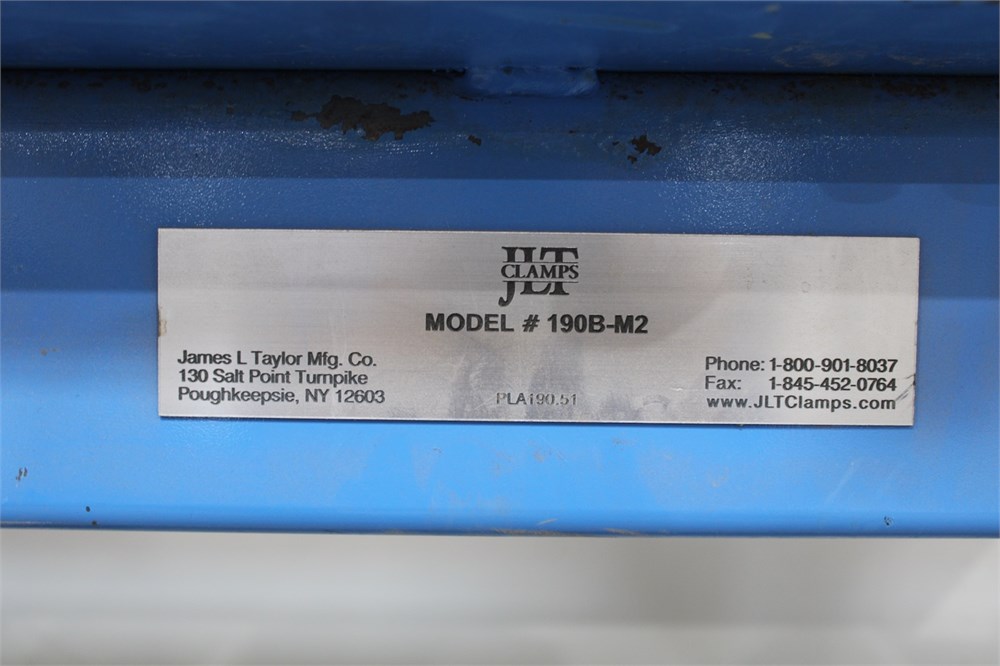 JLT
CLAMPS
MODEL # 190B-M2
James L Taylor Mfg. Co.
130 Salt Point Turnpike
Poughkeepsie, NY 12603
PLA190.51
Phone: 1-800-901-8037
Fax: 1-845-452-0764
www.JLTClamps.com